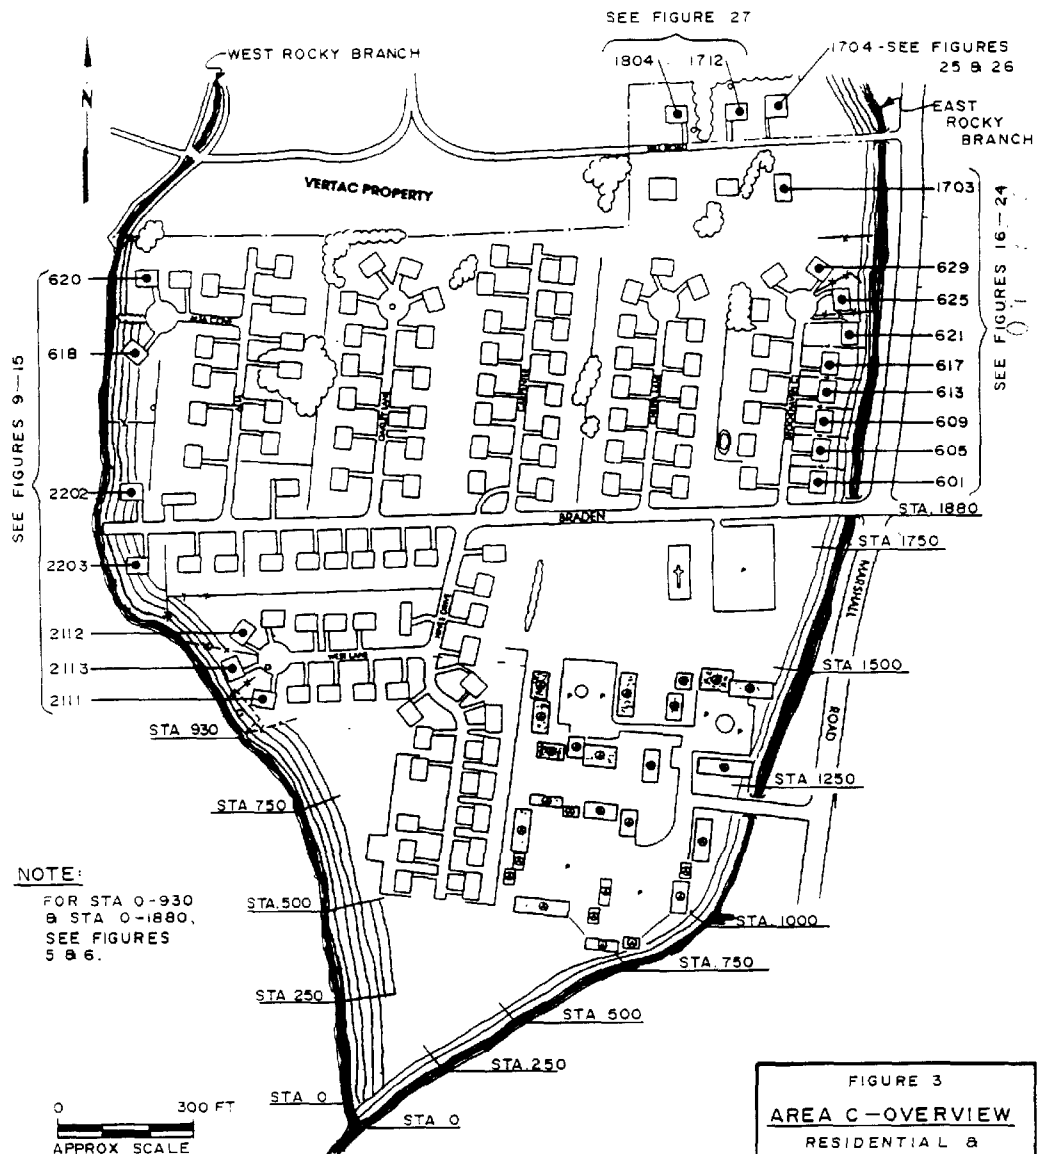 SEE FIGURE 27
1804
1712
1704-SEE FIGURES
25 & 26
WEST ROCKY BRANCH
N
EAST
ROCKY
BRANCH
VERTAC PROPERTY
1703
SEE FIGURES 16-24
629
625
621
617
613
609
605
601
620
618
SEE FIGURES 9-15
2202
2203
2112
2113
2111
BRADEN
WEST LANE
STA. 1880
STA 1750
MARSHALL
ROAD
STA 1500
STA 1250
STA. 1000
STA. 750
STA 500
STA. 250
STA 0
STA 930
STA 750
STA. 500
STA 250
STA 0
NOTE:
FOR STA 0-930
& STA 0-1880,
SEE FIGURES
5 & 6.
0 300 FT
APPROX SCALE
FIGURE 3
AREA C-OVERVIEW
RESIDENTIAL &